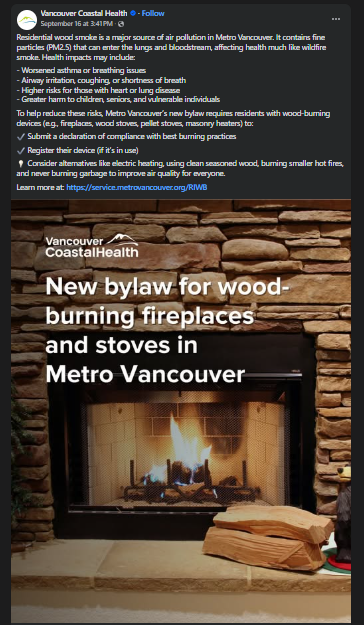 Vancouver Coastal Health · Follow
September 16 at 3:41 PM ·
Residential wood smoke is a major source of air pollution in Metro Vancouver. It contains fine
particles (PM2.5) that can enter the lungs and bloodstream, affecting health much like wildfire
smoke. Health impacts may include:
- Worsened asthma or breathing issues
- Airway irritation, coughing, or shortness of breath
- Higher risks for those with heart or lung disease
- Greater harm to children, seniors, and vulnerable individuals
To help reduce these risks, Metro Vancouver's new bylaw requires residents with wood-burning
devices (e.g., fireplaces, wood stoves, pellet stoves, masonry heaters) to:
✓ Submit a declaration of compliance with best burning practices
✓ Register their device (if it's in use)
💡 Consider alternatives like electric heating, using clean seasoned wood, burning smaller hot fires,
and never burning garbage to improve air quality for everyone.
Learn more at: https://service.metrovancouver.org/RIWB
Vancouver
CoastalHealth
New bylaw for wood-
burning fireplaces
and stoves in
Metro Vancouver